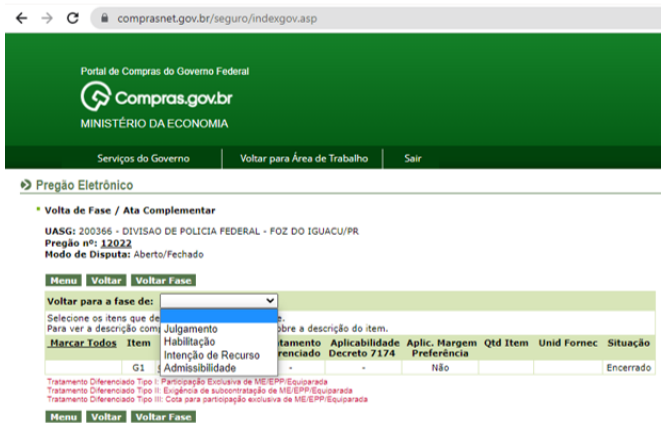 comprasnet.gov.br/seguro/indexgov.asp
Portal de Compras do Governo Federal
Compras.gov.br
MINISTÉRIO DA ECONOMIA
Serviços do Governo Voltar para Área de Trabalho Sair
Pregão Eletrônico
Volta de Fase / Ata Complementar
UASG: 200366 - DIVISAO DE POLICIA FEDERAL - FOZ DO IGUACU/PR
Pregão nº: 12022
Modo de Disputa: Aberto/Fechado
Menu Voltar Voltar Fase
Voltar para a fase de:
Selecione os itens que de e.
Para ver a descrição com obre a descrição do item.
Julgamento
Habilitação
Intenção de Recurso
Admissibilidade
Marcar Todos Item tamento renciado Aplicabilidade Decreto 7174 Aplic. Margem Preferência Qtd Item Unid Fornec Situação
G1 - - Não Encerrado
Tratamento Diferenciado Tipo I: Participação Exclusiva de ME/EPP/Equiparada
Tratamento Diferenciado Tipo II: Exigência de subcontratação de ME/EPP/Equiparada
Tratamento Diferenciado Tipo III: Cota para participação exclusiva de ME/EPP/Equiparada
Menu Voltar Voltar Fase